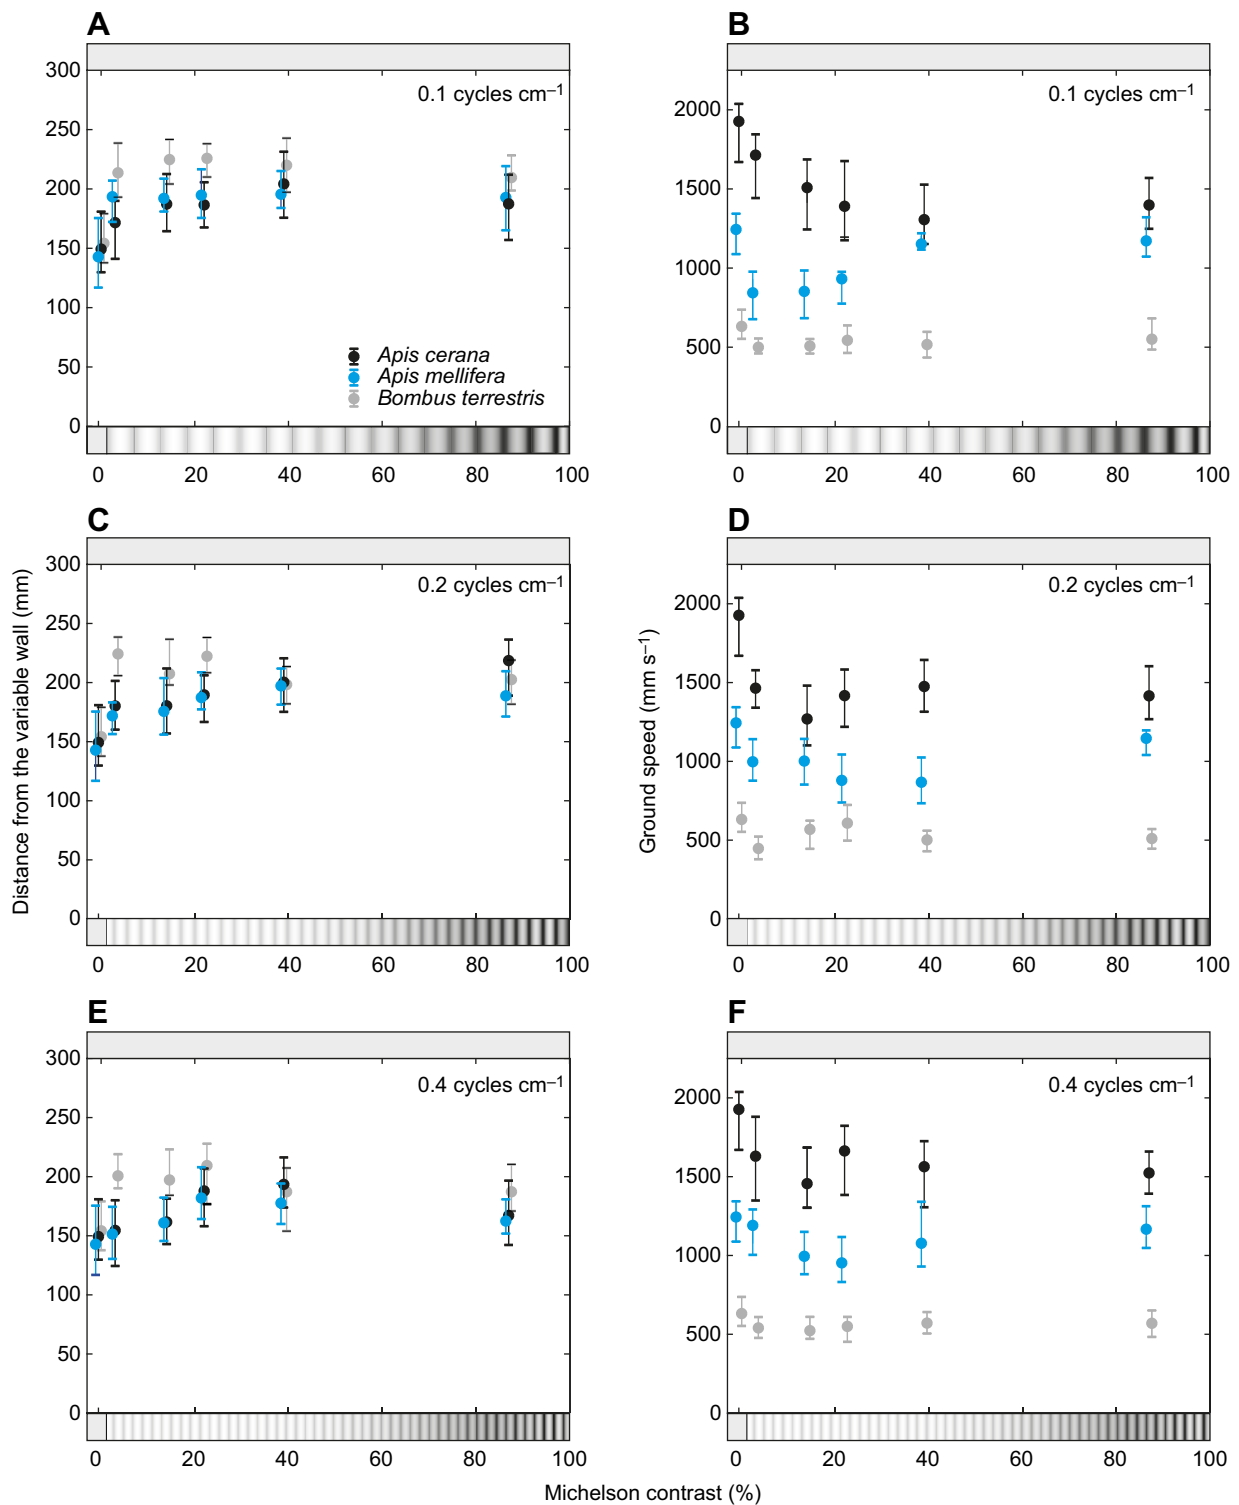 A
300
250
200
150
100
50
0
0.1 cycles cm⁻¹
Apis cerana
Apis mellifera
Bombus terrestris
0 20 40 60 80 100
B
2000
1500
1000
500
0
0.1 cycles cm⁻¹
0 20 40 60 80 100
C
300
250
200
150
100
50
0
0.2 cycles cm⁻¹
0 20 40 60 80 100
Distance from the variable wall (mm)
D
2000
1500
1000
500
0
0.2 cycles cm⁻¹
0 20 40 60 80 100
Ground speed (mm s⁻¹)
E
300
250
200
150
100
50
0
0.4 cycles cm⁻¹
0 20 40 60 80 100
F
2000
1500
1000
500
0
0.4 cycles cm⁻¹
0 20 40 60 80 100
Michelson contrast (%)